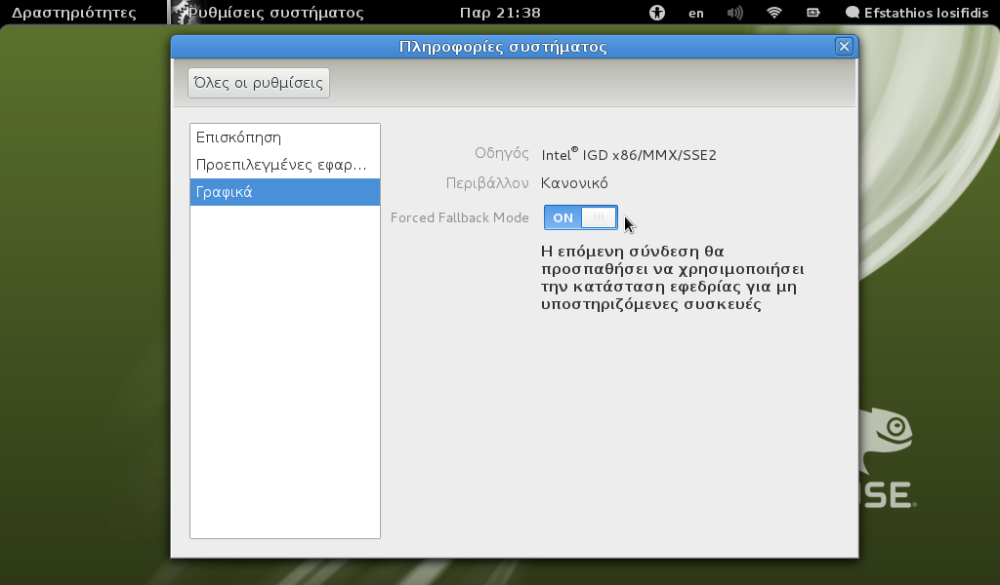 Δραστηριότητες Ρυθμίσεις συστήματος Παρ 21:38 en Efstathios Iosifidis
Πληροφορίες συστήματος
Όλες οι ρυθμίσεις
Επισκόπηση
Προεπιλεγμένες εφαρ...
Γραφικά
Οδηγός Intel® IGD x86/MMX/SSE2
Περιβάλλον Κανονικό
Forced Fallback Mode ON
Η επόμενη σύνδεση θα
προσπαθήσει να χρησιμοποιήσει
την κατάσταση εφεδρίας για μη
υποστηριζόμενες συσκευές
USE